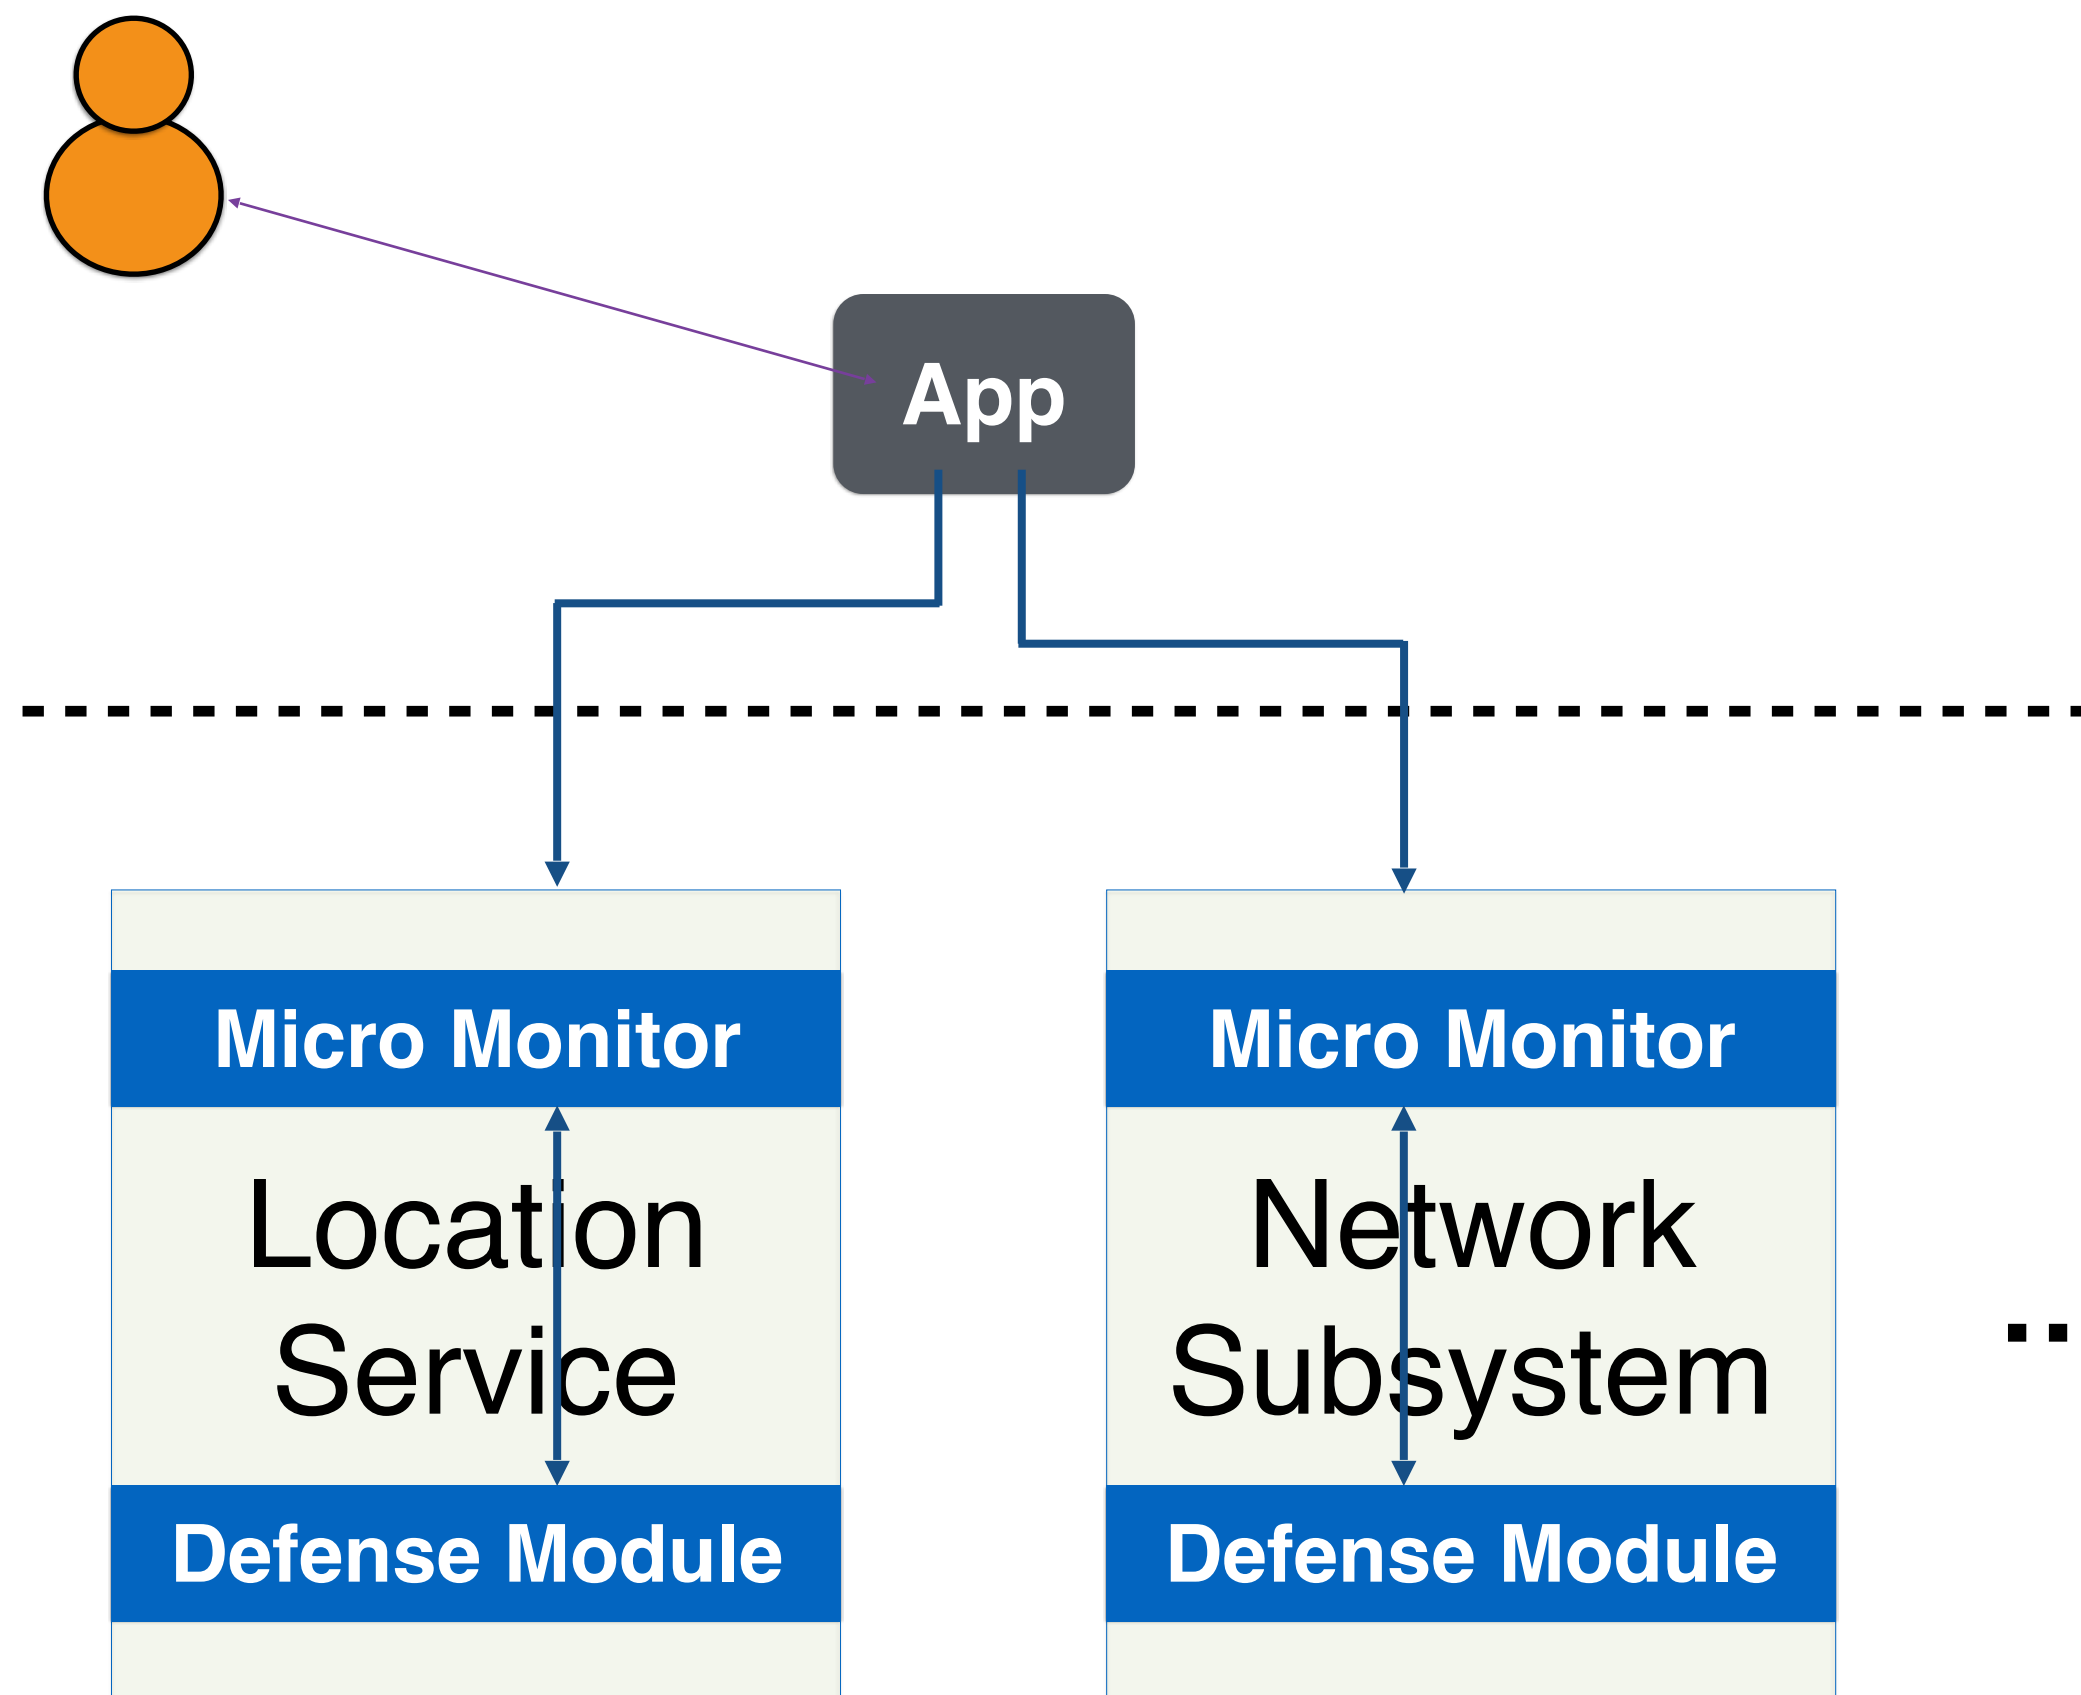 App
Micro Monitor
Micro Monitor
Location
Service
Network
Subsystem
..
Defense Module
Defense Module